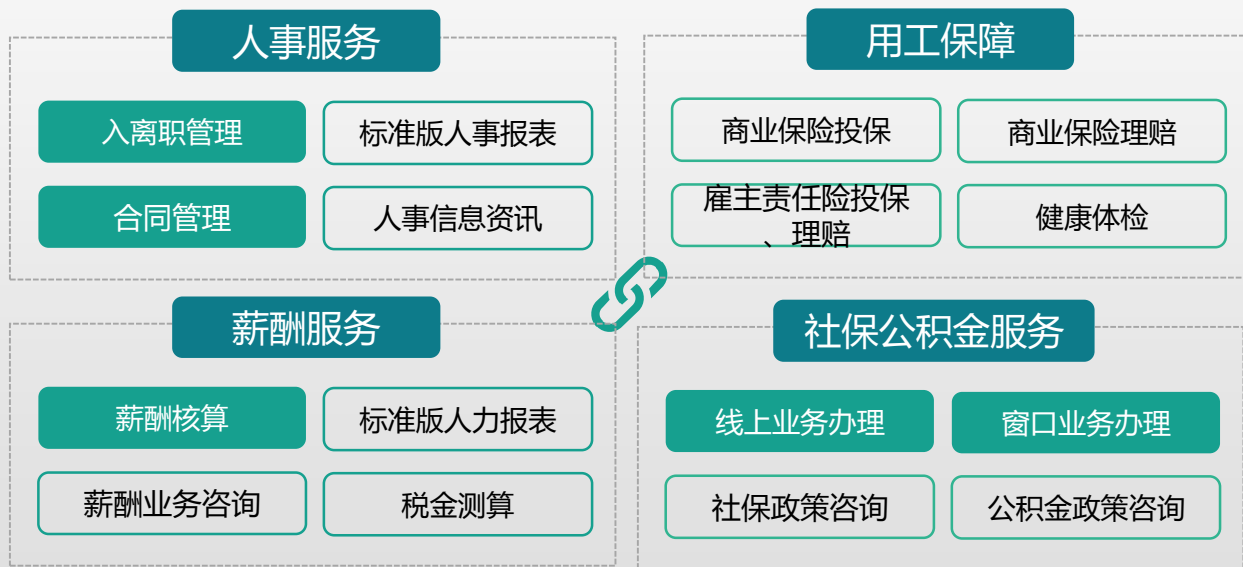 人事服务
入离职管理
标准版人事报表
合同管理
人事信息资讯
用工保障
商业保险投保
商业保险理赔
雇主责任险投保
、理赔
健康体检
薪酬服务
薪酬核算
标准版人力报表
薪酬业务咨询
税金测算
社保公积金服务
线上业务办理
窗口业务办理
社保政策咨询
公积金政策咨询